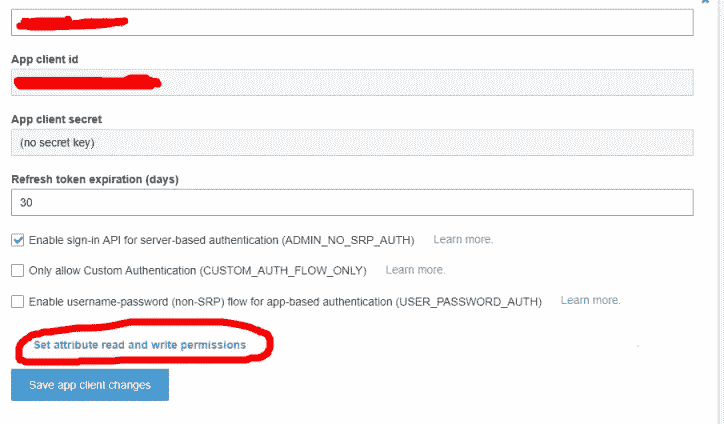 App client id
App client secret
(no secret key)
Refresh token expiration (days)
30
Enable sign-in API for server-based authentication (ADMIN_NO_SRP_AUTH) Learn more.
Only allow Custom Authentication (CUSTOM_AUTH_FLOW_ONLY) Learn more.
Enable username-password (non-SRP) flow for app-based authentication (USER_PASSWORD_AUTH) Learn more.
Set attribute read and write permissions
Save app client changes